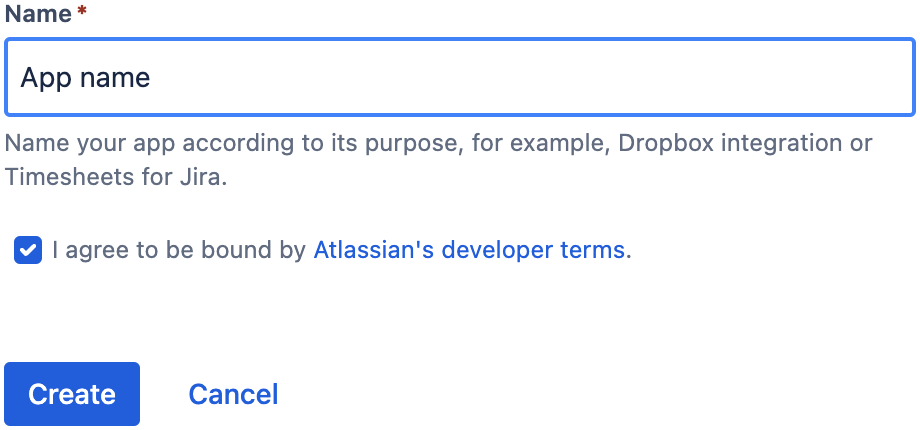 Name *
App name
Name your app according to its purpose, for example, Dropbox integration or
Timesheets for Jira.
I agree to be bound by Atlassian's developer terms.
Create Cancel